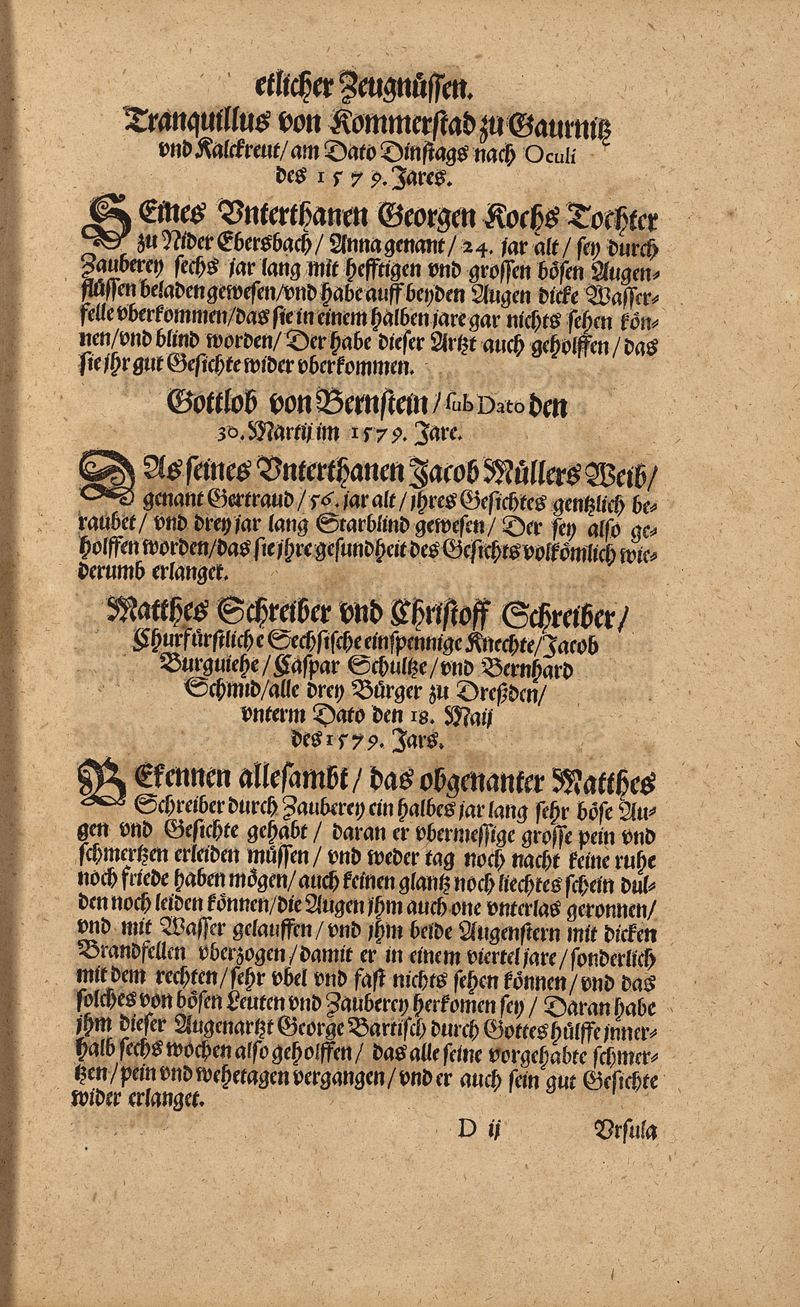 etlicher Zeugnüssen.
Tranquillus von Kommerstad zu Gaurnitz
vnd Kalckreut / am Dato Dinstags nach Oculi
des 1579. Jares.
SEines Vnterthanen Georgen Kochs Tochter
zu Nider Ebersbach / Anna genant / 24. jar alt / sey durch
Zauberey sechs jar lang mit hefftigen vnd grossen bösen Augen-
flüssen beladen gewesen / vnd habe auff beyden Augen dicke Wasser-
felle vberkommen / das sie in einem halben jare gar nichts sehen kön-
nen / vnd blind worden / Der habe dieser Artzt auch geholffen / das
sie jhr gut Gesichte wider vberkommen.
Gottlob von Bernstein / sub Dato den
30. Martij im 1579. Jare.
DAs seines Vnterthanen Jacob Müllers Weib /
genant Gertraud / 56. jar alt / jhres Gesichtes gentzlich be-
raubet / vnd drey jar lang Starblind gewesen / Der sey also ge-
holffen worden / das sie jhre gesundheit des Gesichts volkömlich wie-
derumb erlanget.
Matthes Schreiber vnd Christoff Schreiber /
Churfürstliche Sechsische einspennige Knechte / Jacob
Burguiehe / Caspar Schultze / vnd Bernhard
Schmid / alle drey Bürger zu Dreßden /
vnterm Dato den 18. Maij
des 1579. Jars.
BEkennen allesambt / das obgenanter Matthes
Schreiber durch Zauberey ein halbes jar lang sehr böse Au-
gen vnd Gesichte gehabt / daran er vbermessige grosse pein vnd
schmertzen erleiden müssen / vnd weder tag noch nacht keine ruhe
noch friede haben mögen / auch keinen glantz noch liechtes schein dul-
den noch leiden können / die Augen jhm auch one vnterlas geronnen /
vnd mit Wasser gelauffen / vnd jhm beide Augenstern mit dicken
Brandfellen vberzogen / damit er in einem viertel jare / sonderlich
mit dem rechten / sehr vbel vnd fast nichts sehen können / vnd das
solches von bösen Leuten vnd Zauberey herkomen sey / Daran habe
jhm dieser Augenartzt George Bartisch durch Gottes hülffe jnner-
halb sechs wochen also geholffen / das alle seine vorgehabte schmer-
tzen / pein vnd wehetagen vergangen / vnd er auch sein gut Gesichte
wider erlanget.
D ij Vrsula